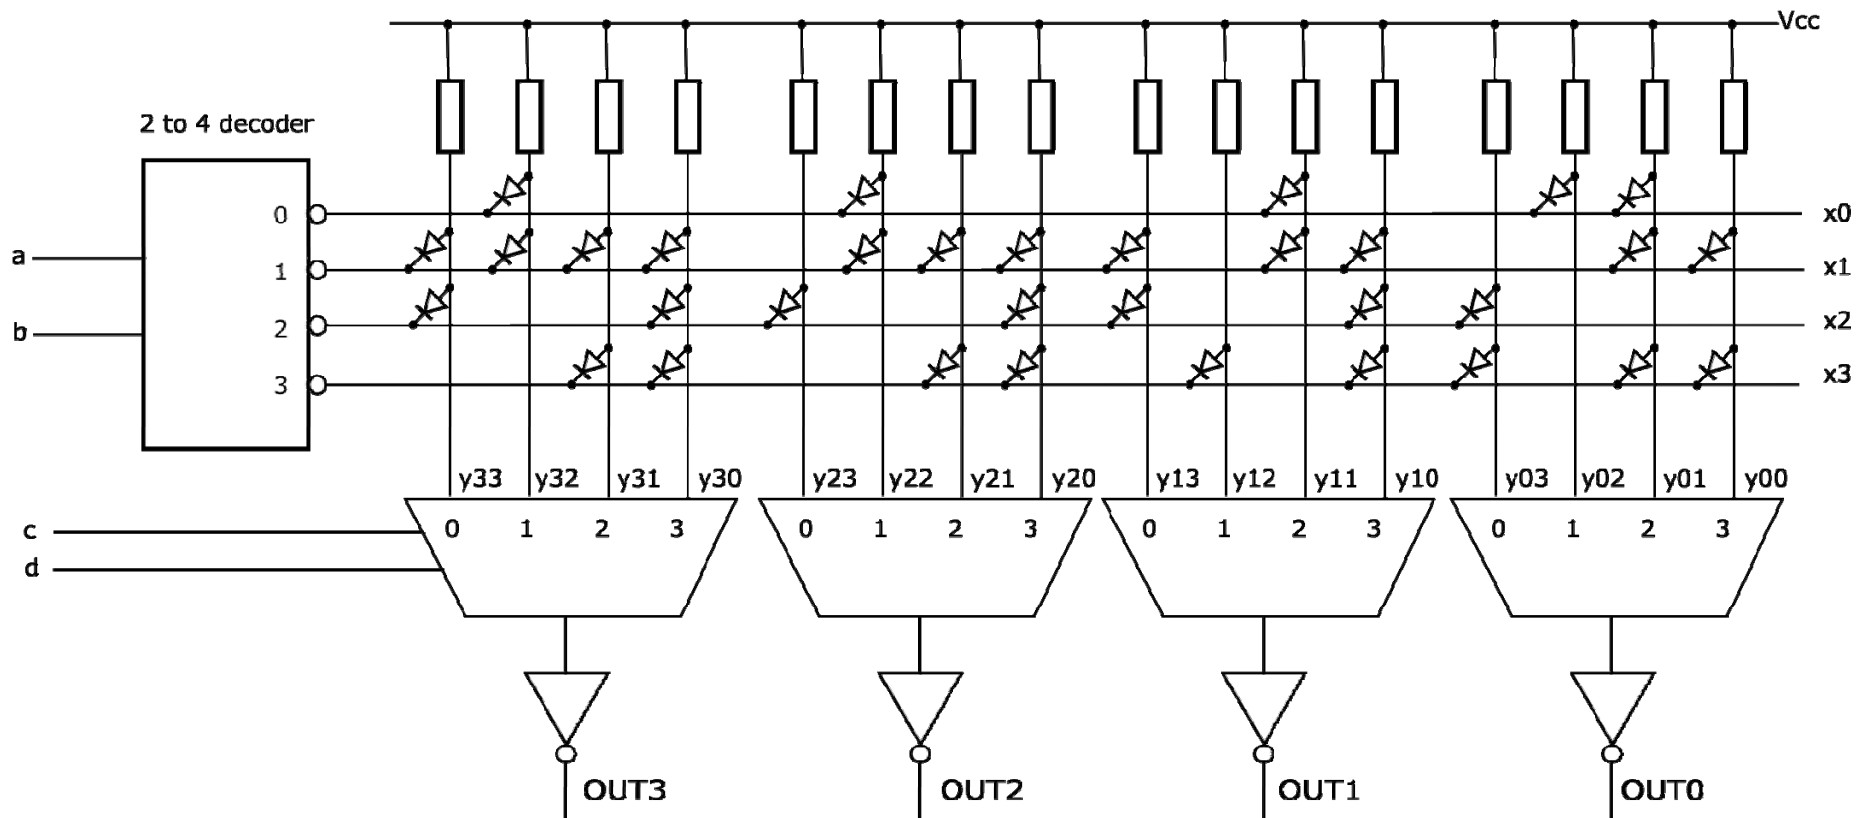 Vcc
2 to 4 decoder
0
x0
a
1
x1
b
2
x2
3
x3
y33 y32 y31 y30 y23 y22 y21 y20 y13 y12 y11 y10 y03 y02 y01 y00
c
0 1 2 3 0 1 2 3 0 1 2 3 0 1 2 3
d
OUT3 OUT2 OUT1 OUT0